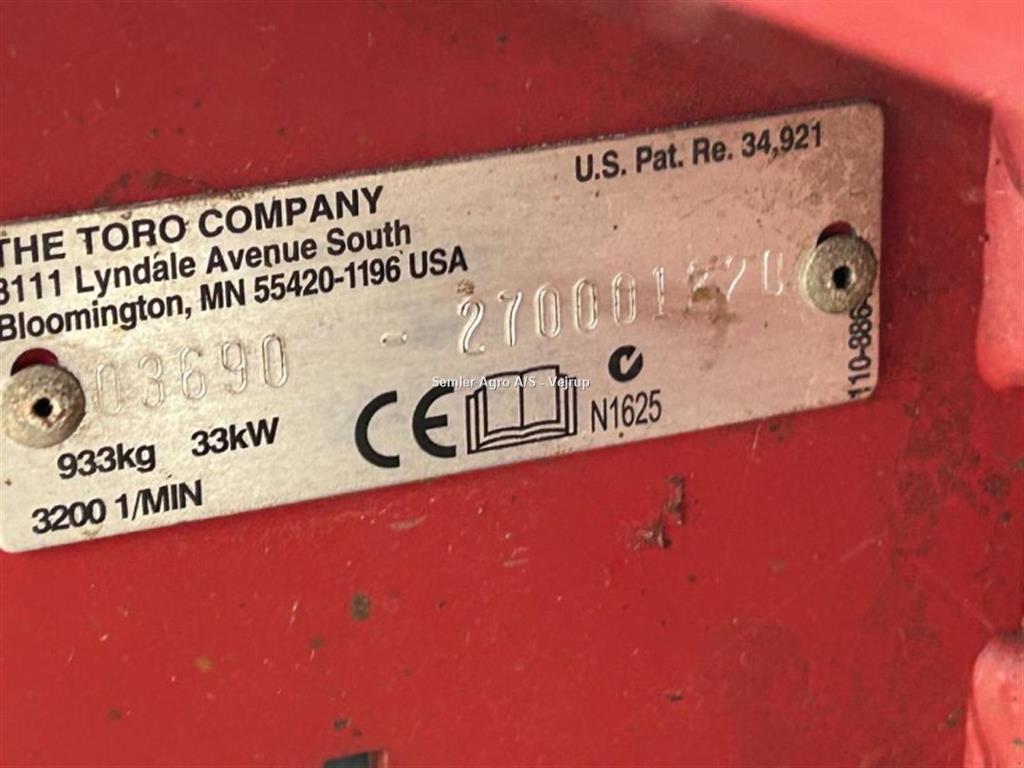 U.S. Pat. Re. 34,921
THE TORO COMPANY
8111 Lyndale Avenue South
Bloomington, MN 55420-1196 USA
03690 -
Semler Agro A/S - Vejrup
933kg 33kW
CE N1625
3200 1/MIN